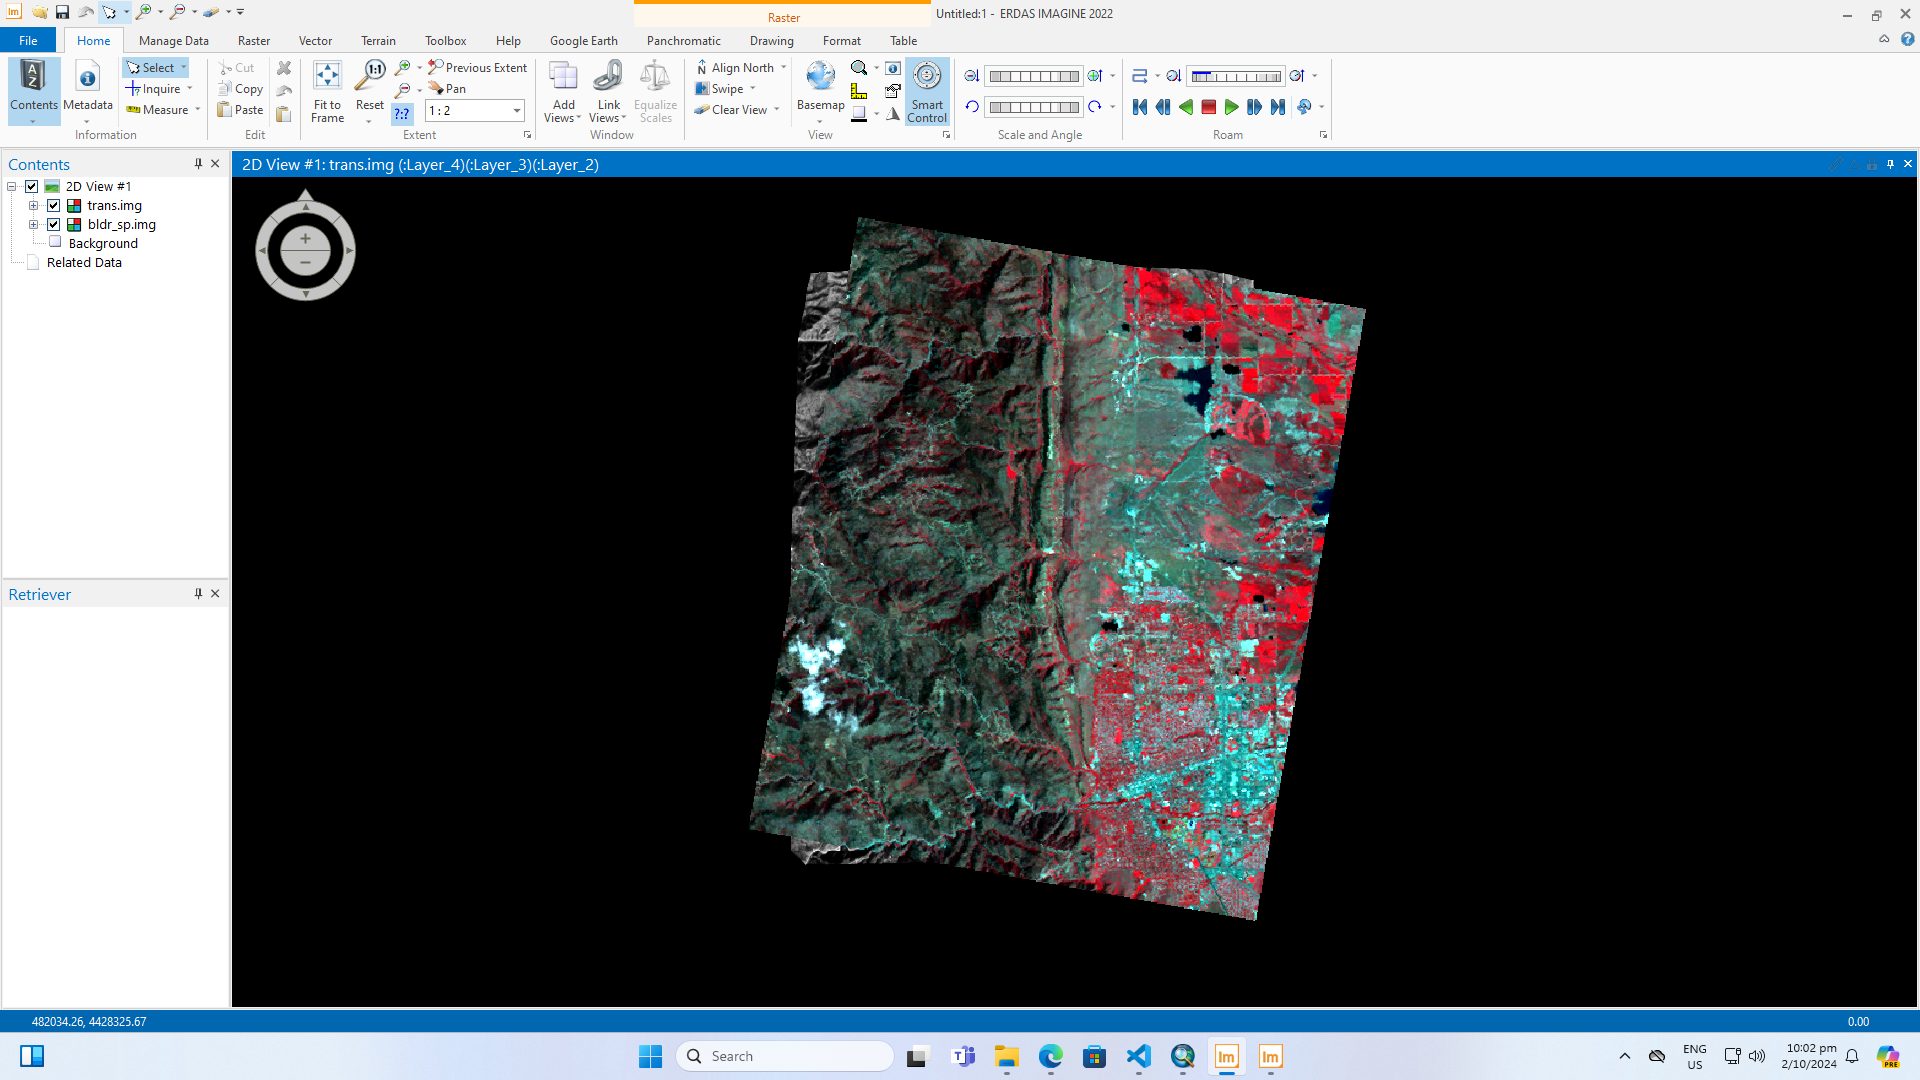 Raster
Untitled:1 - ERDAS IMAGINE 2022
File Home Manage Data Raster Vector Terrain Toolbox Help Google Earth Panchromatic Drawing Format Table
Contents
Metadata
Select
Inquire
Measure
Information
Cut
Copy
Paste
Edit
Fit to
Frame
Reset
Previous Extent
Pan
?:?
1 : 2
Extent
Add
Views
Link
Views
Equalize
Scales
Window
Align North
Swipe
Clear View
Basemap
Smart
Control
View
Scale and Angle
Roam
Contents
2D View #1
trans.img
bldr_sp.img
Background
Related Data
Retriever
2D View #1: trans.img (:Layer_4)(:Layer_3)(:Layer_2)
482034.26, 4428325.67
0.00
Search
ENG
US
10:02 pm
2/10/2024